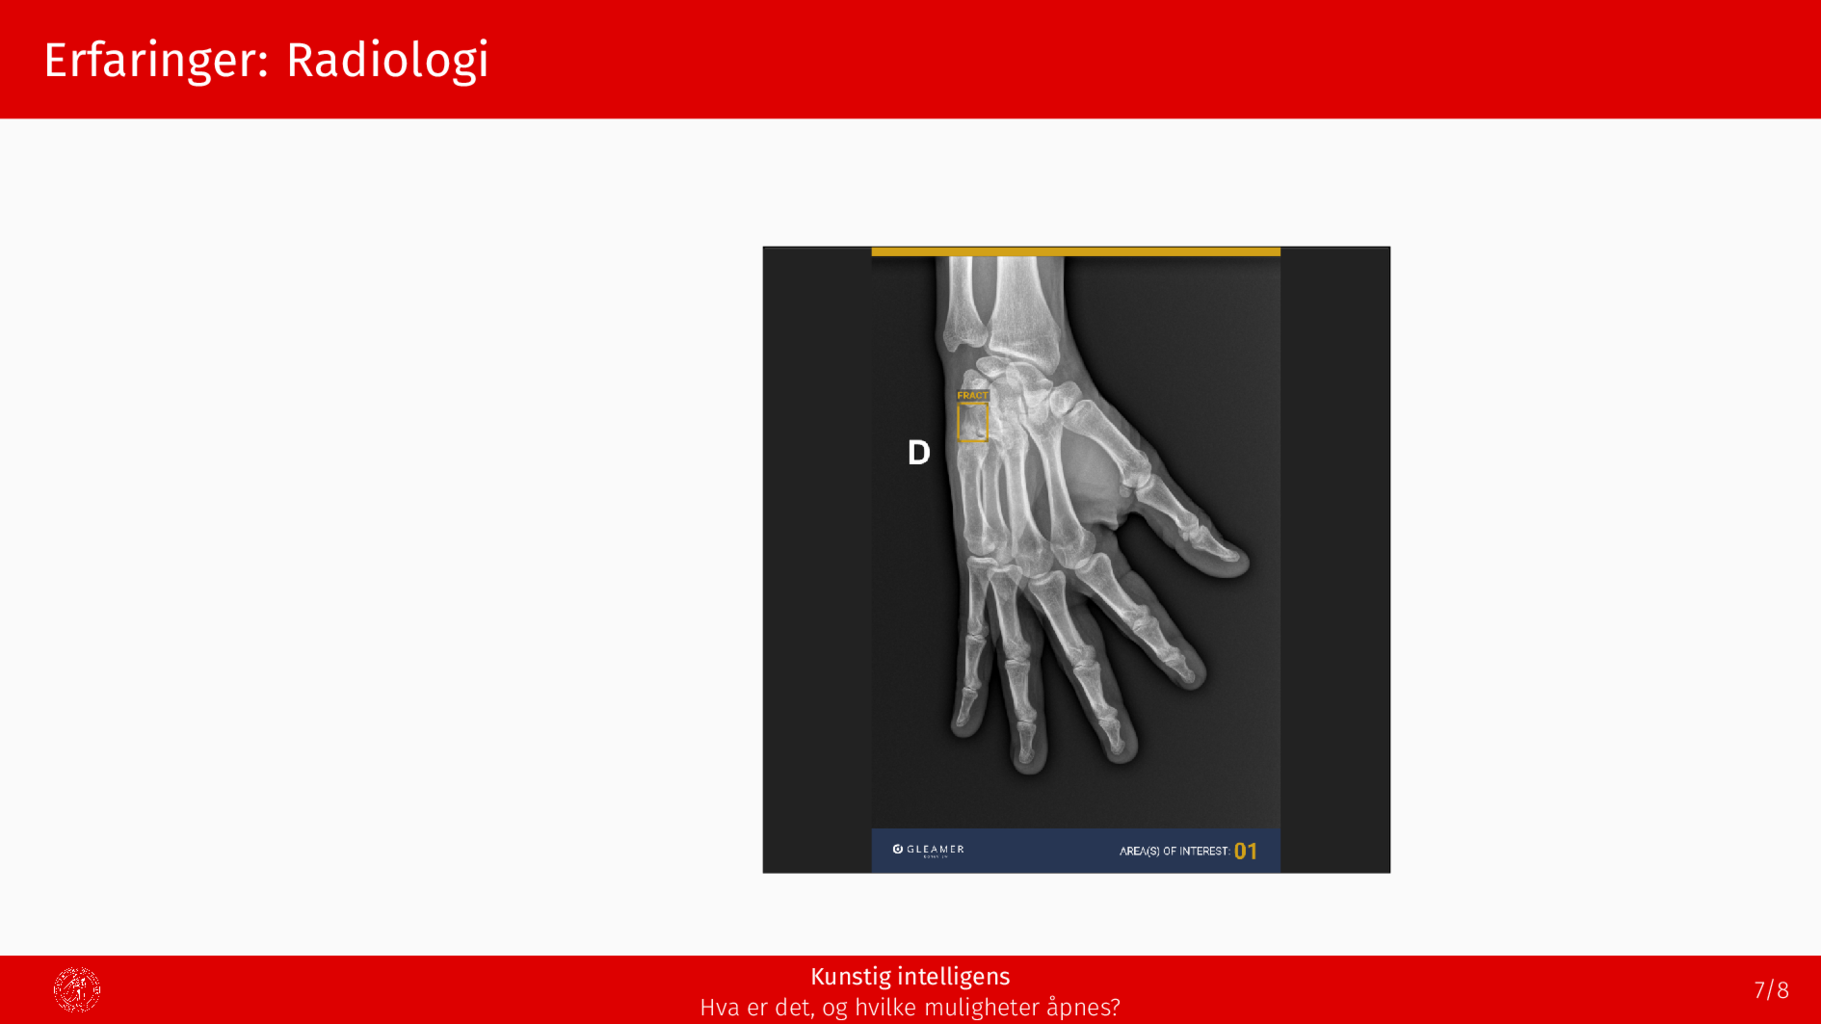 Erfaringer: Radiologi
FRACT
D
GLEAMER
AREA(S) OF INTEREST: 01
Kunstig intelligens
Hva er det, og hvilke muligheter åpnes?
7/8